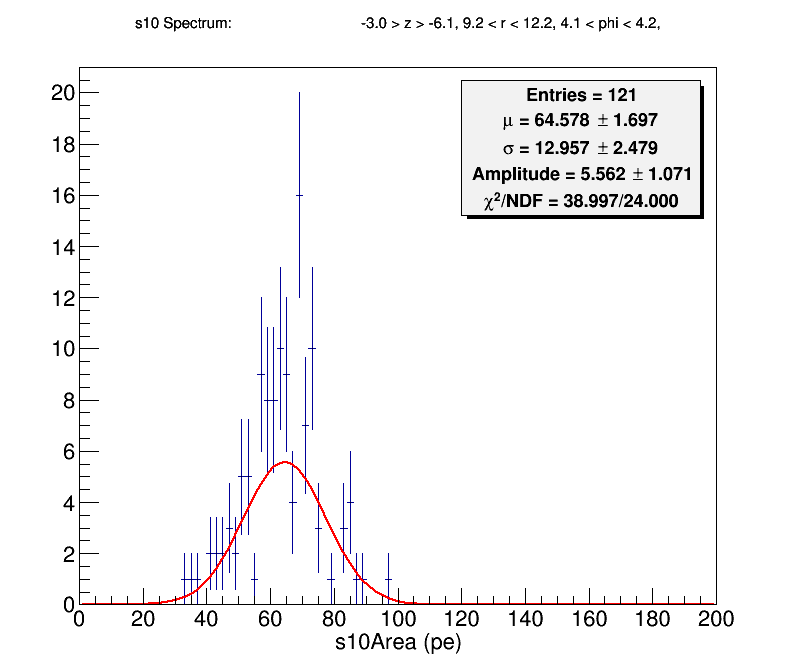 s10 Spectrum: -3.0 > z > -6.1, 9.2 < r < 12.2, 4.1 < phi < 4.2,
Entries = 121
μ = 64.578 ± 1.697
σ = 12.957 ± 2.479
Amplitude = 5.562 ± 1.071
χ²/NDF = 38.997/24.000
20
18
16
14
12
10
8
6
4
2
0
0 20 40 60 80 100 120 140 160 180 200
s10Area (pe)